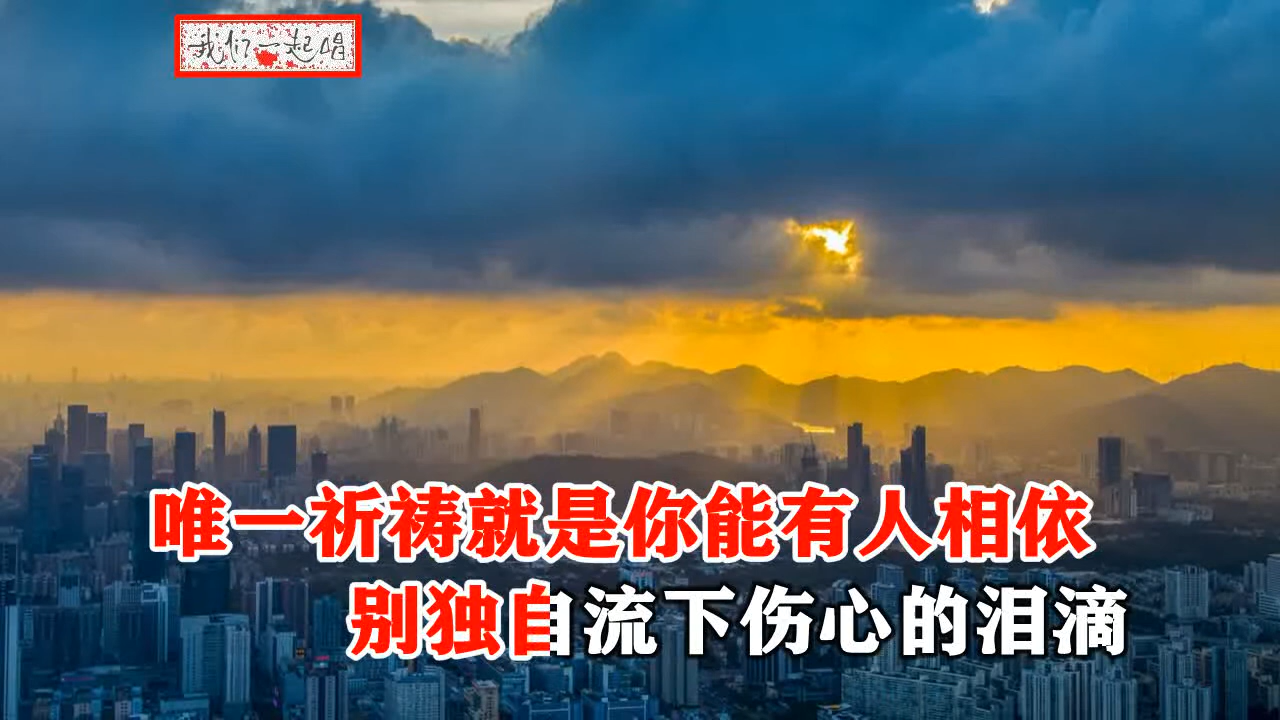 我们一起唱
唯一祈祷就是你能有人相依
别独自流下伤心的泪滴